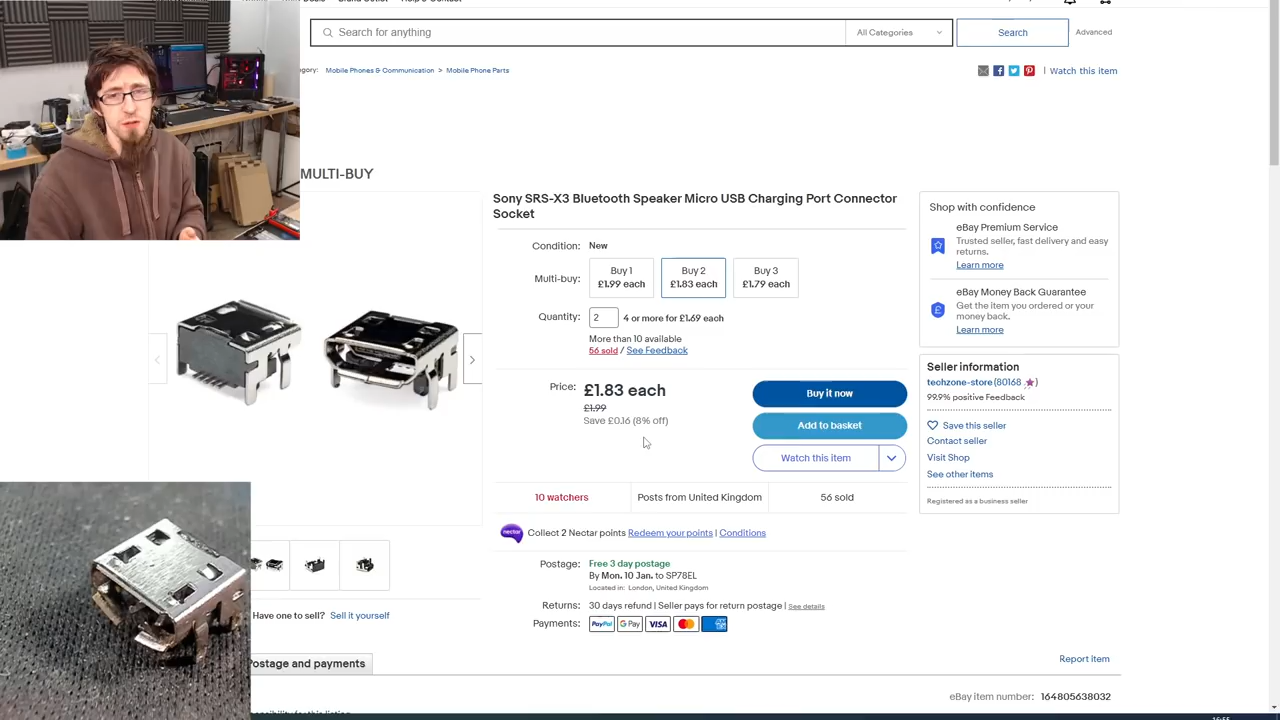 Help & Contact
Search for anything
All Categories
Search
Advanced
Mobile Phones & Communication > Mobile Phone Parts
Watch this item
MULTI-BUY
Sony SRS-X3 Bluetooth Speaker Micro USB Charging Port Connector
Socket
Condition: New
Multi-buy:
Buy 1
£1.99 each
Buy 2
£1.83 each
Buy 3
£1.79 each
Quantity: 2 4 or more for £1.69 each
More than 10 available
56 sold / See Feedback
Price: £1.83 each
£1.99
Save £0.16 (8% off)
Buy it now
Add to basket
Watch this item
10 watchers
Posts from United Kingdom
56 sold
nectar Collect 2 Nectar points Redeem your points | Conditions
Postage: Free 3 day postage
By Mon. 10 Jan. to SP78EL
Located in: London, United Kingdom
Returns: 30 days refund | Seller pays for return postage | See details
Payments: PayPal G Pay VISA
Shop with confidence
eBay Premium Service
Trusted seller, fast delivery and easy
returns.
Learn more
eBay Money Back Guarantee
Get the item you ordered or your
money back.
Learn more
Seller information
techzone-store (80168)
99.9% positive Feedback
Save this seller
Contact seller
Visit Shop
See other items
Registered as a business seller
Have one to sell? Sell it yourself
Postage and payments
Report item
eBay item number: 164805638032